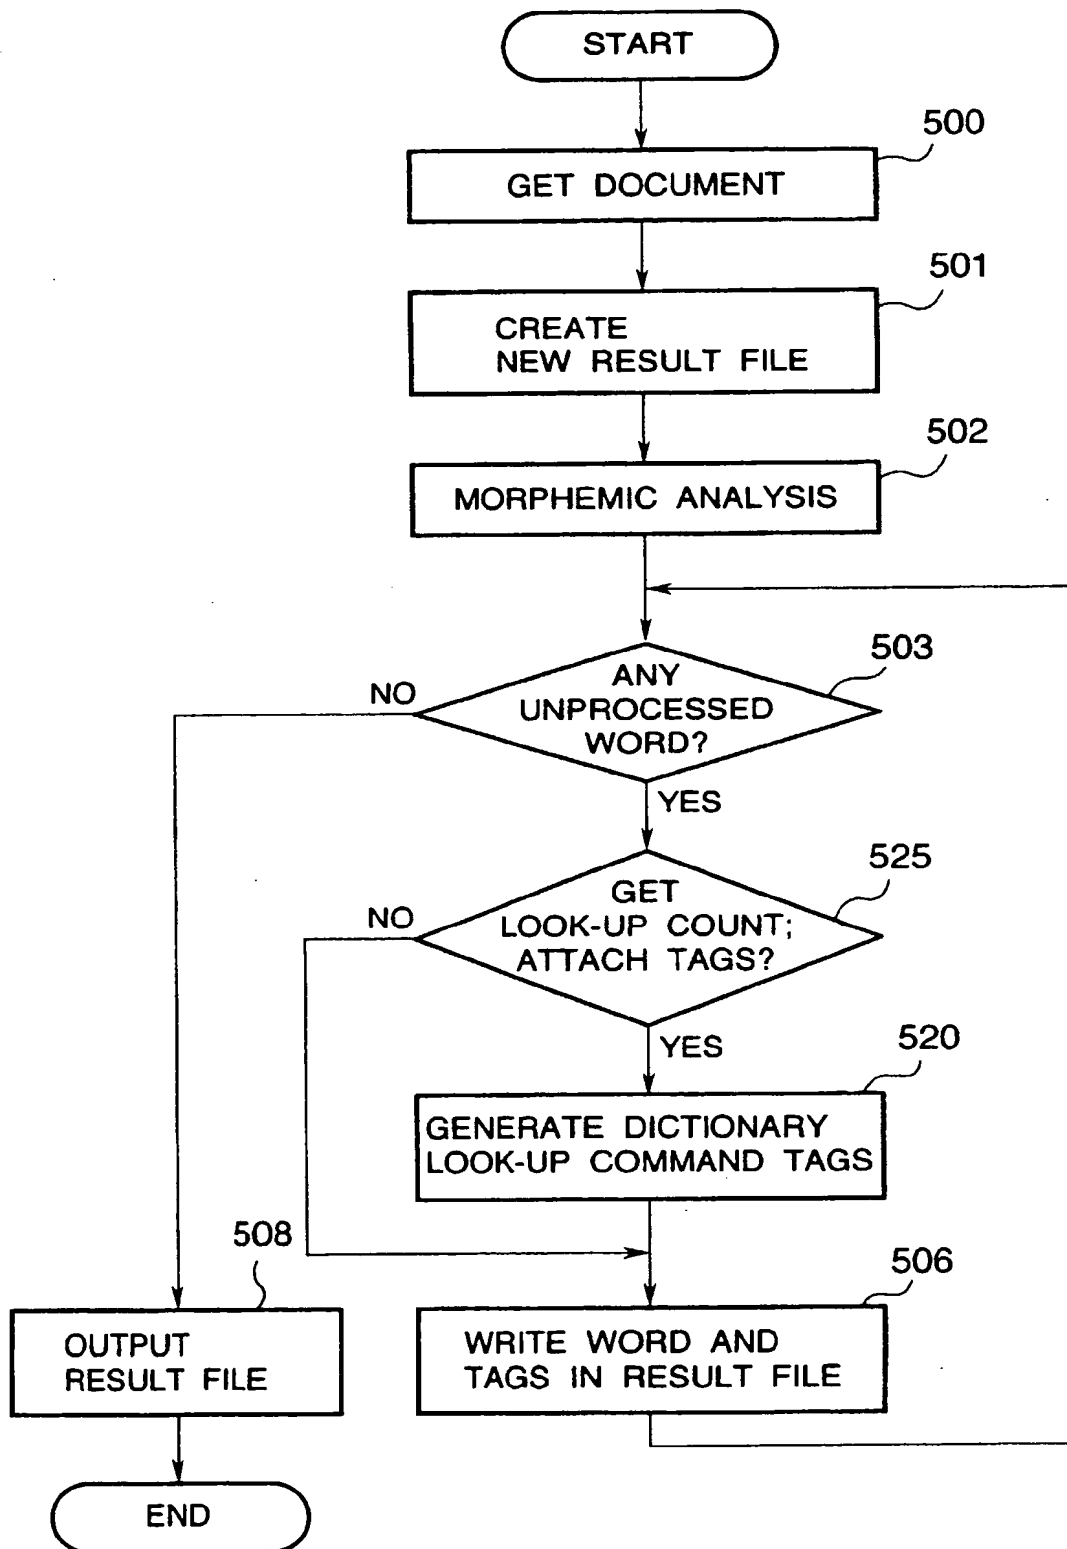 START
500
GET DOCUMENT
501
CREATE
NEW RESULT FILE
502
MORPHEMIC ANALYSIS
503
NO
ANY
UNPROCESSED
WORD?
YES
525
NO
GET
LOOK-UP COUNT;
ATTACH TAGS?
YES
520
GENERATE DICTIONARY
LOOK-UP COMMAND TAGS
508
506
OUTPUT
RESULT FILE
WRITE WORD AND
TAGS IN RESULT FILE
END